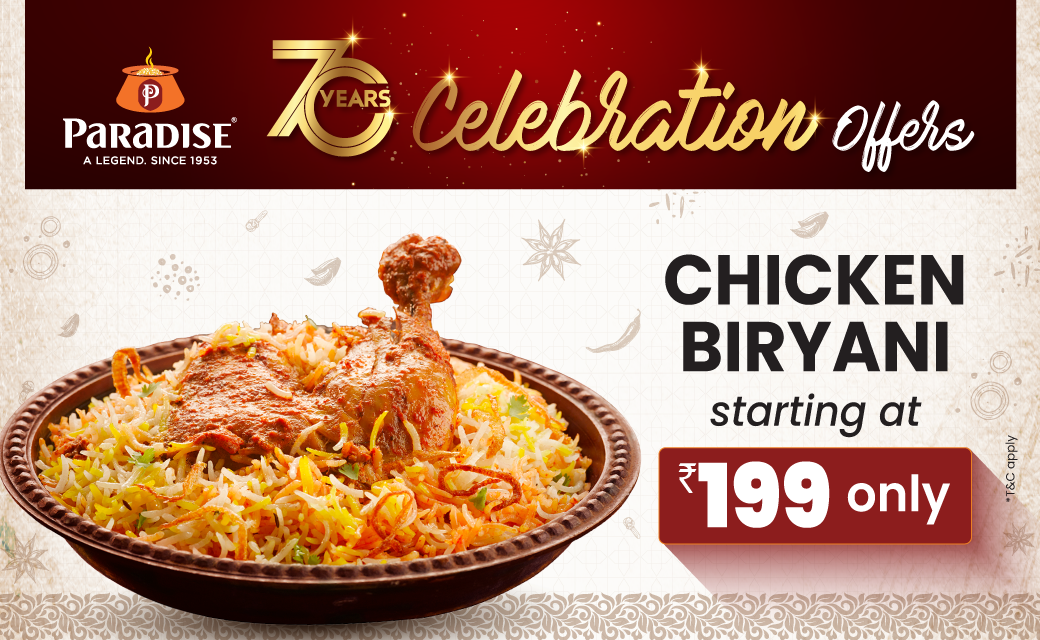 P
PARADISE®
A LEGEND. SINCE 1953
70 YEARS
Celebration Offers
CHICKEN
BIRYANI
starting at
₹199 only
*T&C apply